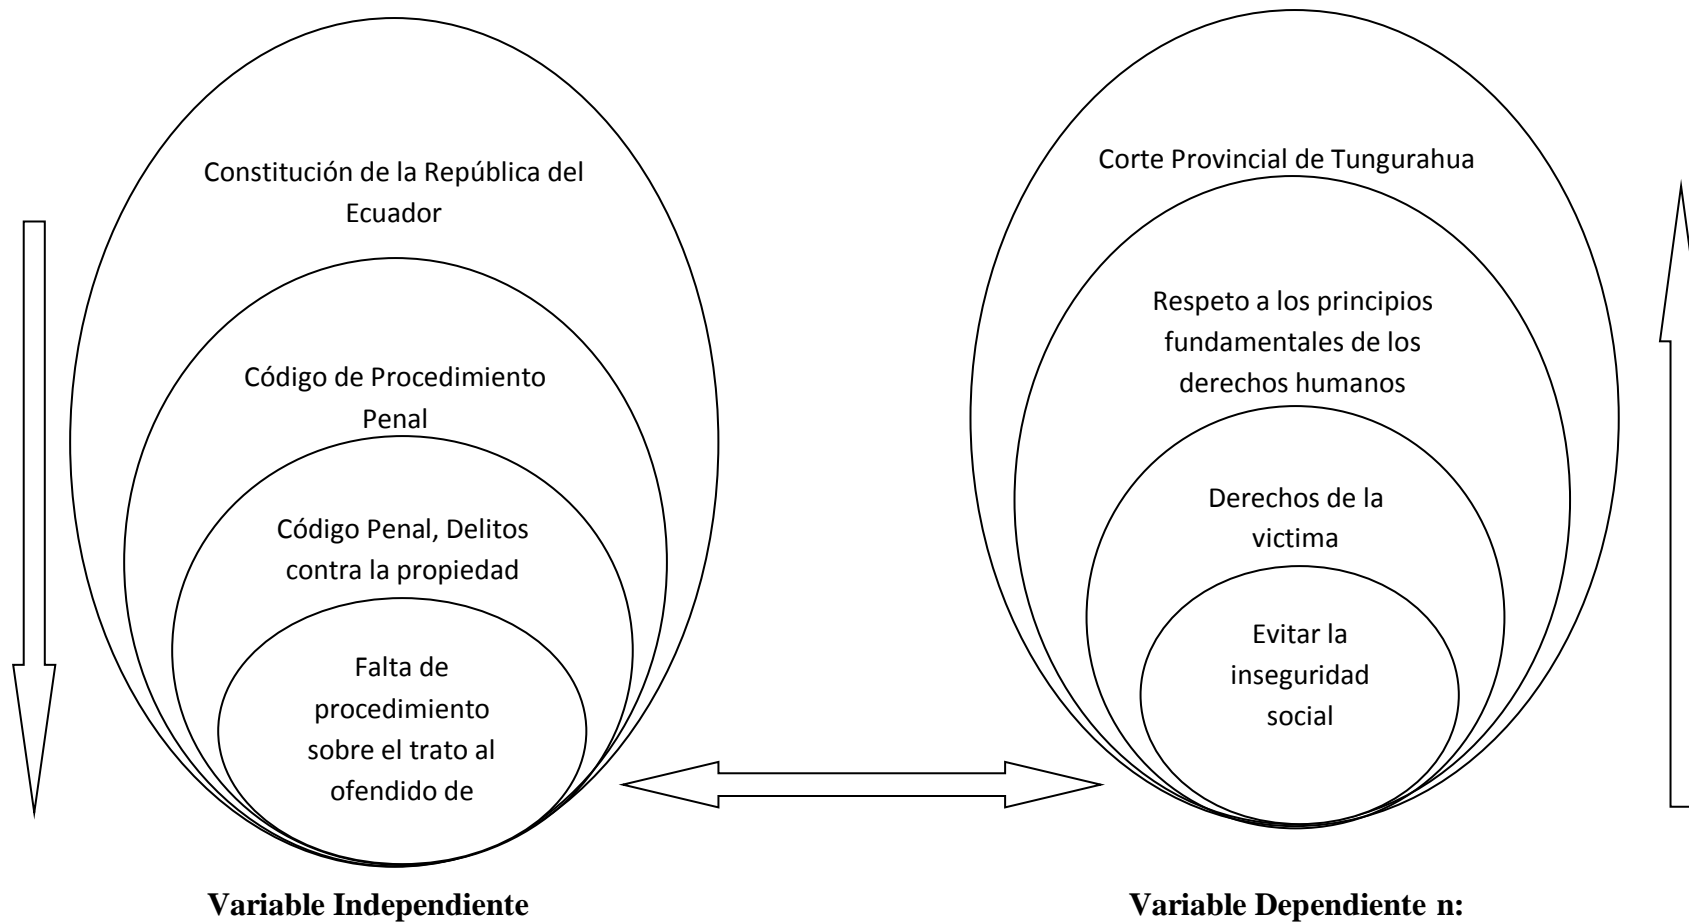 Constitución de la República del
Ecuador
Código de Procedimiento
Penal
Código Penal, Delitos
contra la propiedad
Falta de
procedimiento
sobre el trato al
ofendido de
Variable Independiente
Corte Provincial de Tungurahua
Respeto a los principios
fundamentales de los
derechos humanos
Derechos de la
victima
Evitar la
inseguridad
social
Variable Dependiente n: